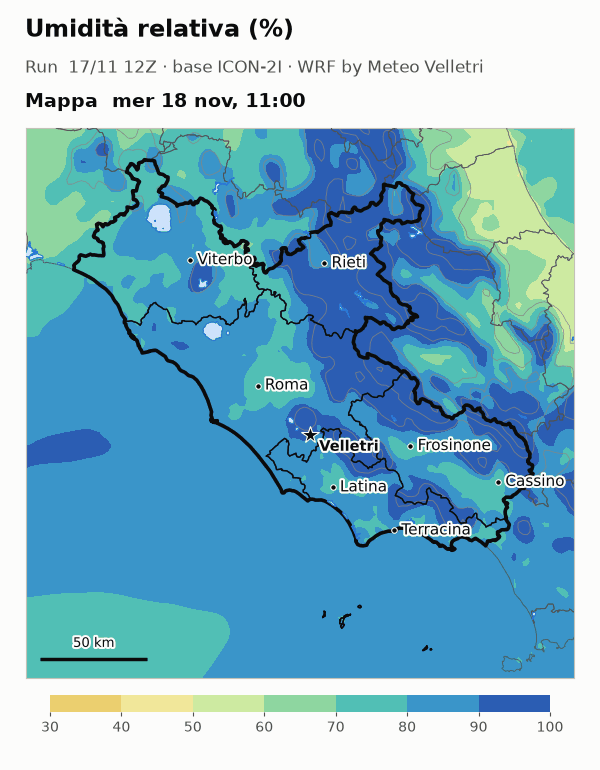 Umidità relativa (%)
Run 17/11 12Z · base ICON-2I · WRF by Meteo Velletri
Mappa mer 18 nov, 11:00
Viterbo
Rieti
Roma
Velletri
Frosinone
Cassino
Latina
Terracina
50 km
30 40 50 60 70 80 90 100